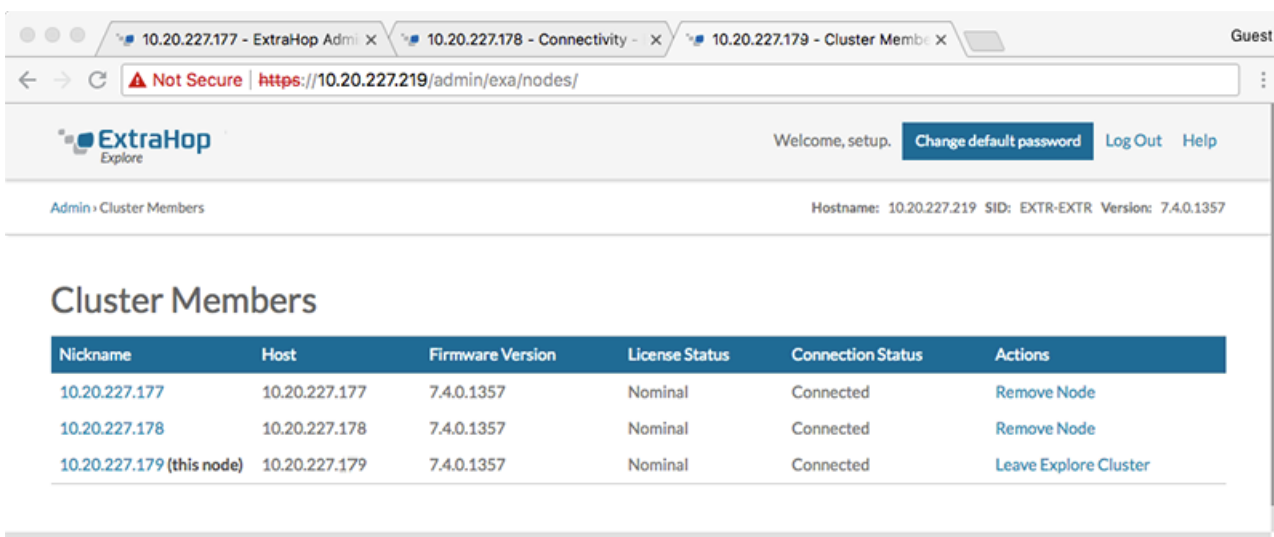 10.20.227.177 - ExtraHop Admi 10.20.227.178 - Connectivity - 10.20.227.179 - Cluster Membe Guest
Not Secure | https://10.20.227.219/admin/exa/nodes/
ExtraHop
Explore
Welcome, setup. Change default password Log Out Help
Admin › Cluster Members Hostname: 10.20.227.219 SID: EXTR-EXTR Version: 7.4.0.1357
Cluster Members
Nickname Host Firmware Version License Status Connection Status Actions
10.20.227.177 10.20.227.177 7.4.0.1357 Nominal Connected Remove Node
10.20.227.178 10.20.227.178 7.4.0.1357 Nominal Connected Remove Node
10.20.227.179 (this node) 10.20.227.179 7.4.0.1357 Nominal Connected Leave Explore Cluster